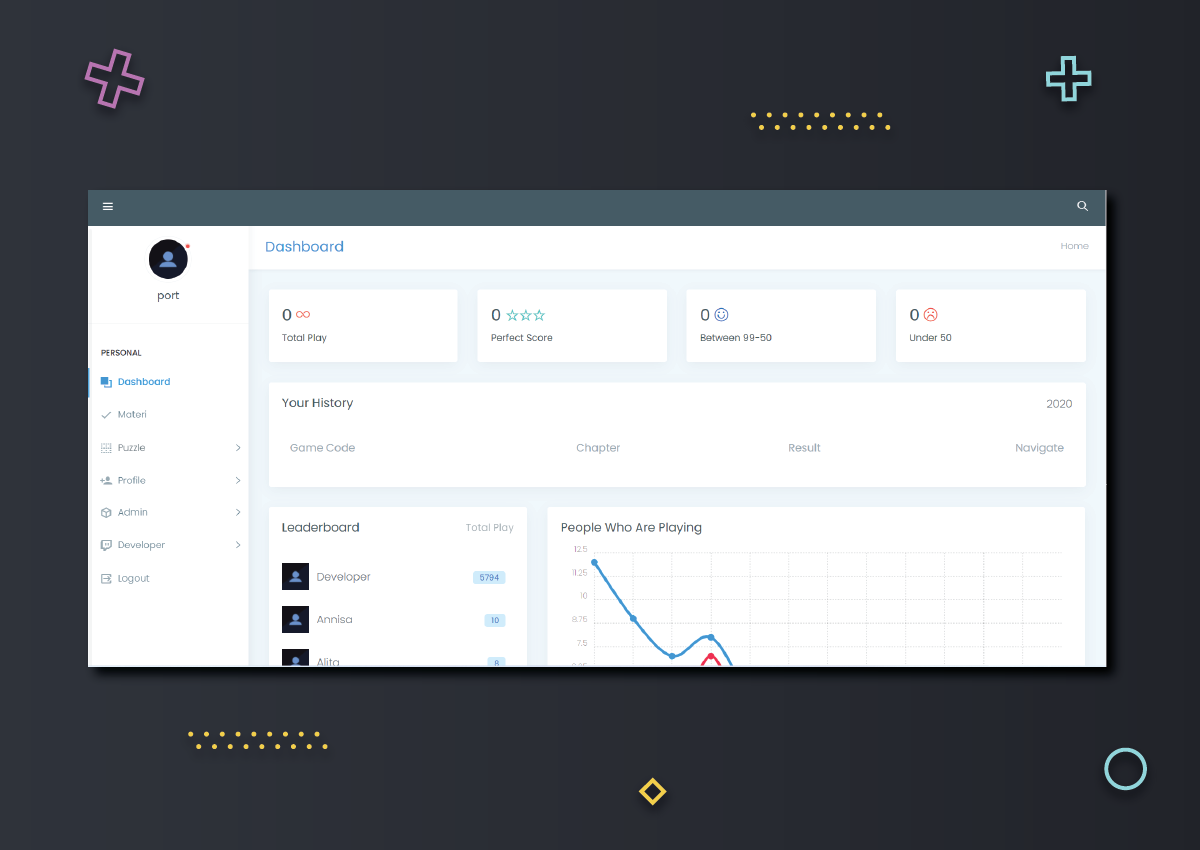 Dashboard
Home
port
PERSONAL
Dashboard
Materi
Puzzle
Profile
Admin
Developer
Logout
0
Total Play
0
Perfect Score
0
Between 99-50
0
Under 50
Your History
2020
Game Code Chapter Result Navigate
Leaderboard Total Play
Developer 5794
Annisa 10
Alita 8
People Who Are Playing
12.5
11.25
10
8.75
7.5